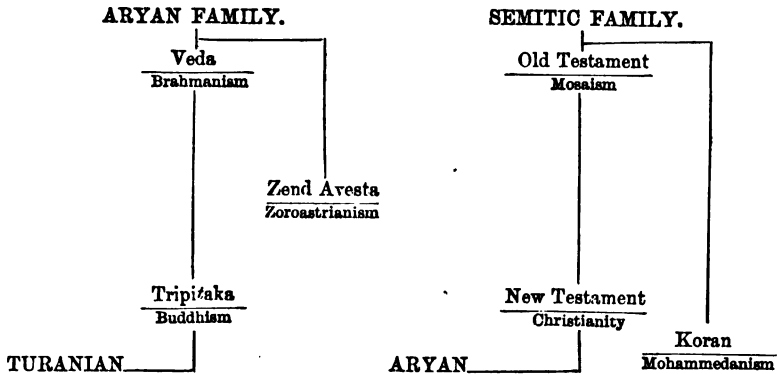 ARYAN FAMILY.
Veda
Brahmanism
Zend Avesta
Zoroastrianism
Tripitaka
Buddhism
TURANIAN
SEMITIC FAMILY.
Old Testament
Mosaism
New Testament
Christianity
ARYAN
Koran
Mohammedanism